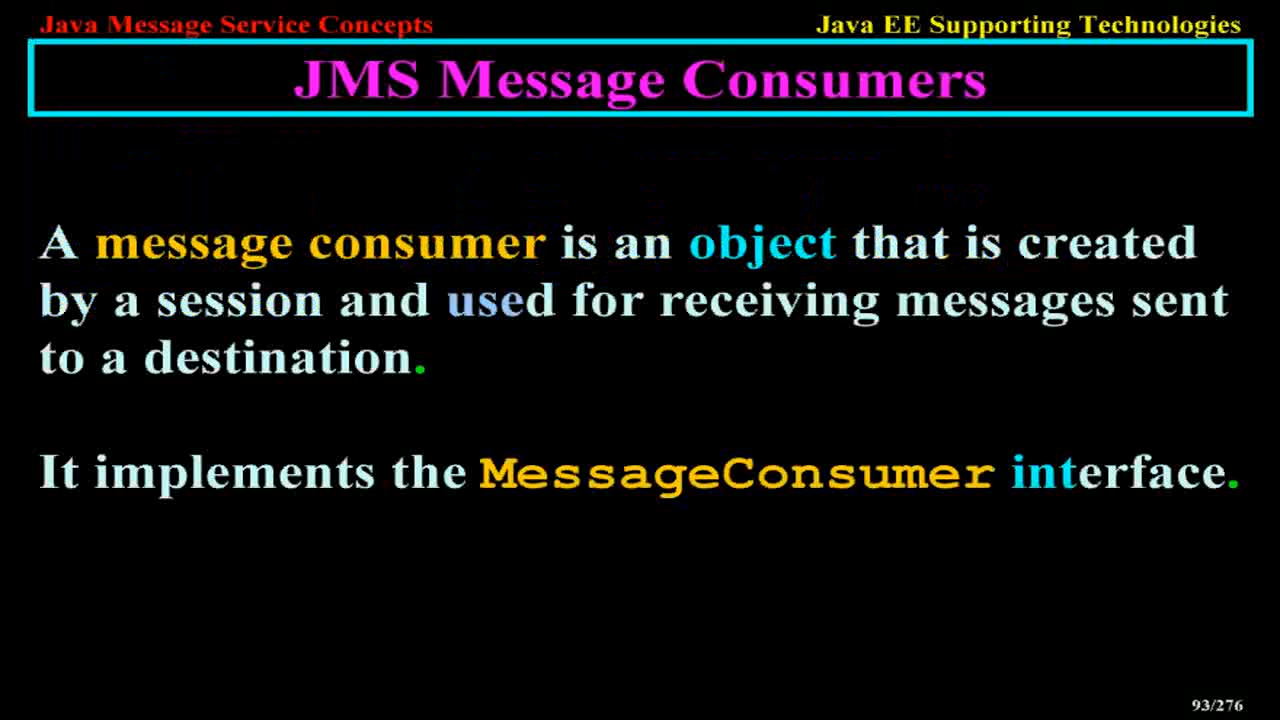 Java Message Service Concepts
Java EE Supporting Technologies
JMS Message Consumers
A message consumer is an object that is created
by a session and used for receiving messages sent
to a destination.
It implements the MessageConsumer interface.
93/276